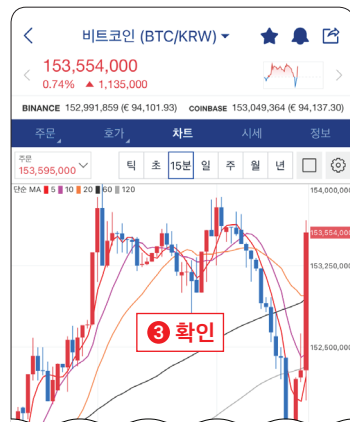 비트코인 (BTC/KRW)
153,554,000
0.74% ▲ 1,135,000
BINANCE 152,991,859 (€ 94,101.93) COINBASE 153,049,364 (€ 94,137.30)
주문 호가 차트 시세 정보
주문
153,595,000
틱 초 15분 일 주 월 년
단순 MA 5 10 20 60 120
154,000,000
153,554,000
153,250,000
❸ 확인
152,500,000